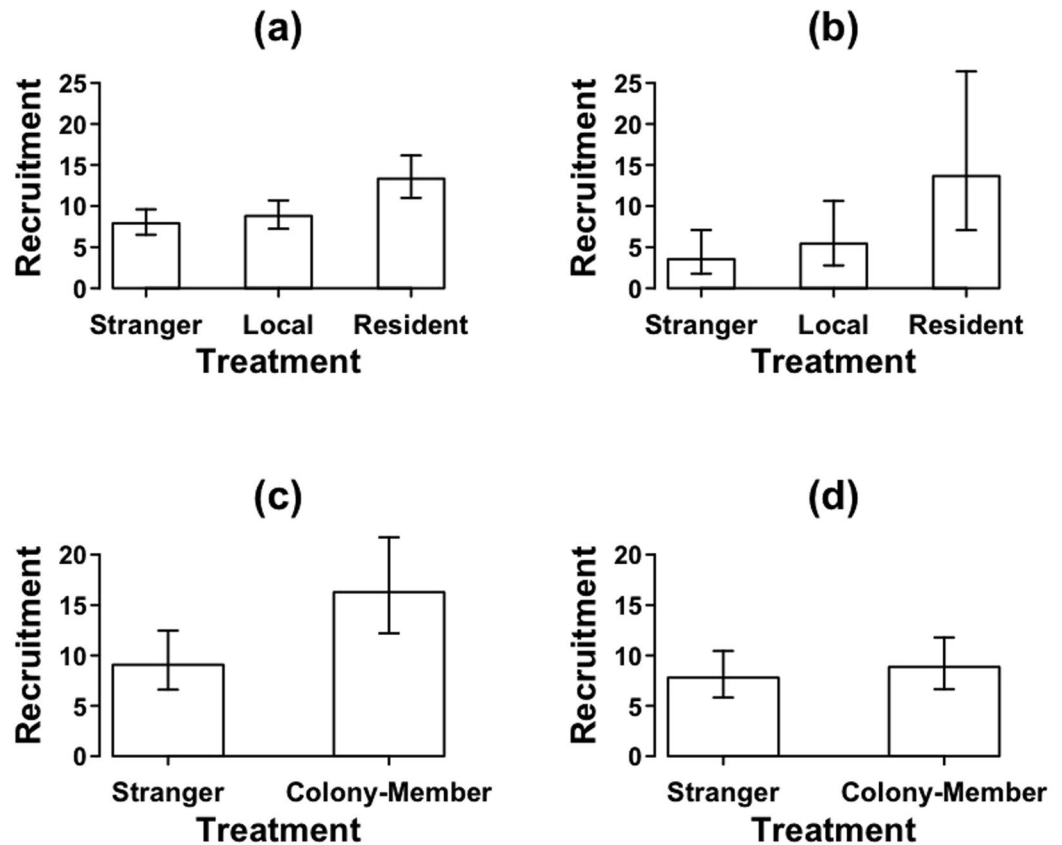 (a)
Recruitment
25
20
15
10
5
0
Stranger Local Resident
Treatment
(b)
Recruitment
25
20
15
10
5
0
Stranger Local Resident
Treatment
(c)
Recruitment
20
15
10
5
0
Stranger Colony-Member
Treatment
(d)
Recruitment
20
15
10
5
0
Stranger Colony-Member
Treatment